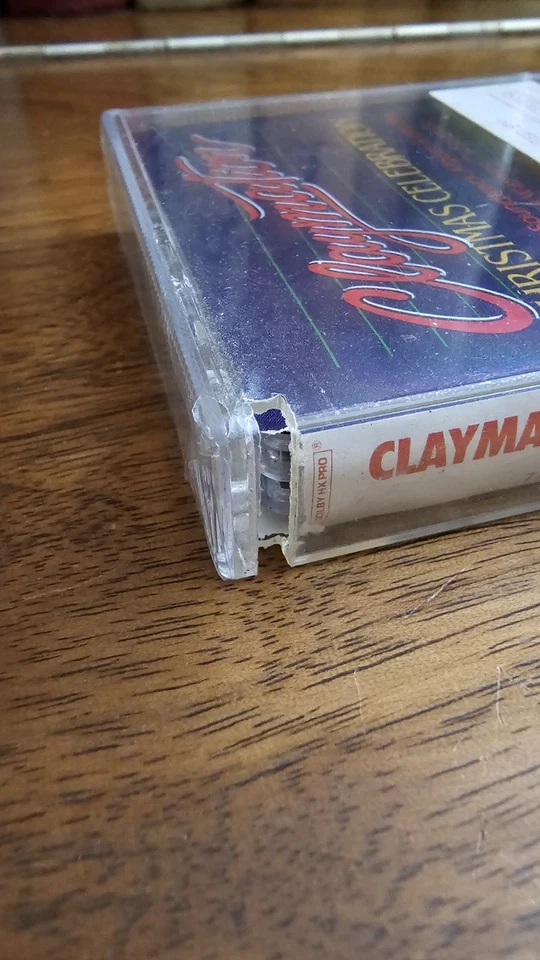 Claymation
CHRISTMAS CELEBRATION
CLAYMA
DOLBY HX PRO
®